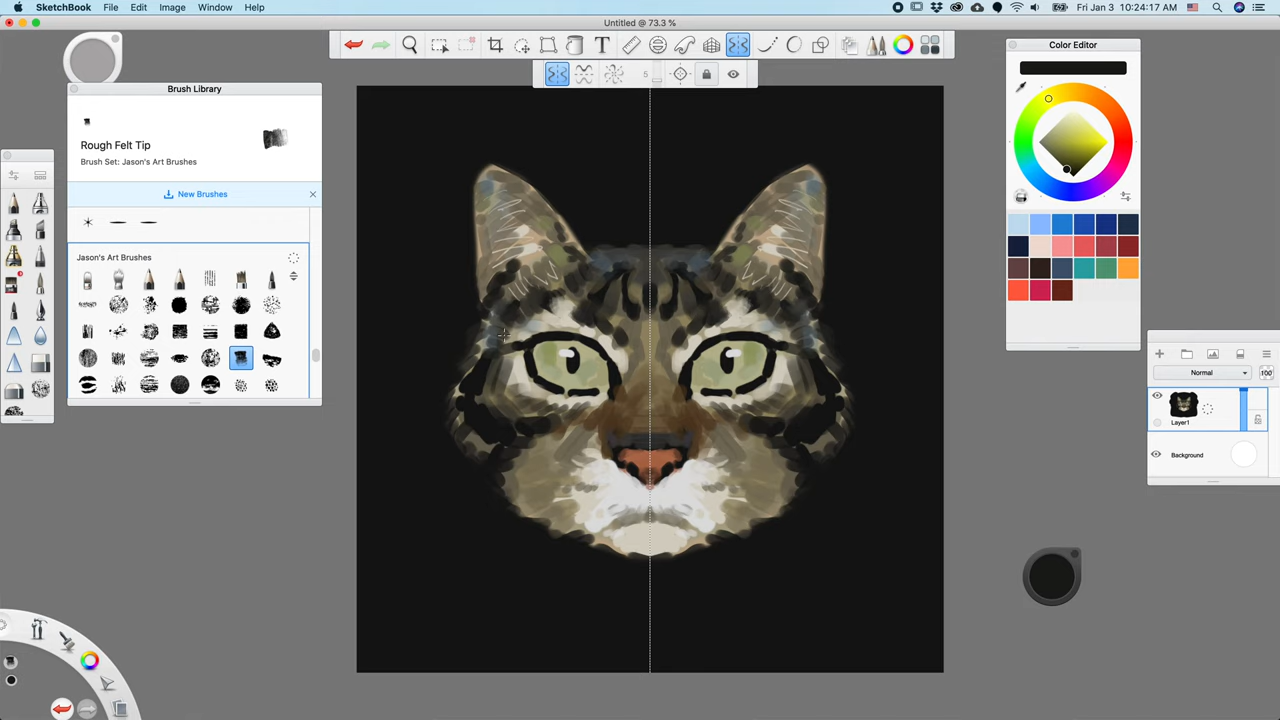 SketchBook File Edit Image Window Help
Fri Jan 3 10:24:17 AM
Untitled @ 73.3 %
T
5
Brush Library
Rough Felt Tip
Brush Set: Jason's Art Brushes
New Brushes
Jason's Art Brushes
Color Editor
Normal
100
Layer1
Background